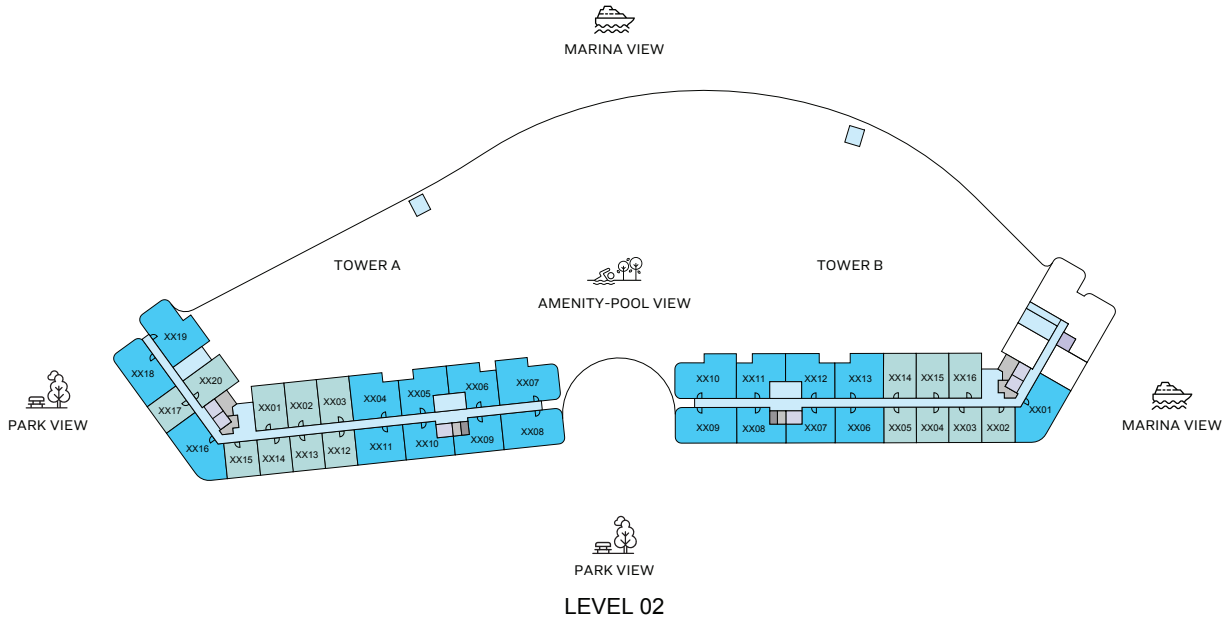 MARINA VIEW
TOWER A
TOWER B
AMENITY-POOL VIEW
XX19
XX18
XX20
XX17
XX16
XX01
XX02
XX03
XX04
XX05
XX06
XX07
XX15
XX14
XX13
XX12
XX11
XX10
XX09
XX08
XX10
XX11
XX12
XX13
XX14
XX15
XX16
XX09
XX08
XX07
XX06
XX05
XX04
XX03
XX02
XX01
PARK VIEW
MARINA VIEW
PARK VIEW
LEVEL 02